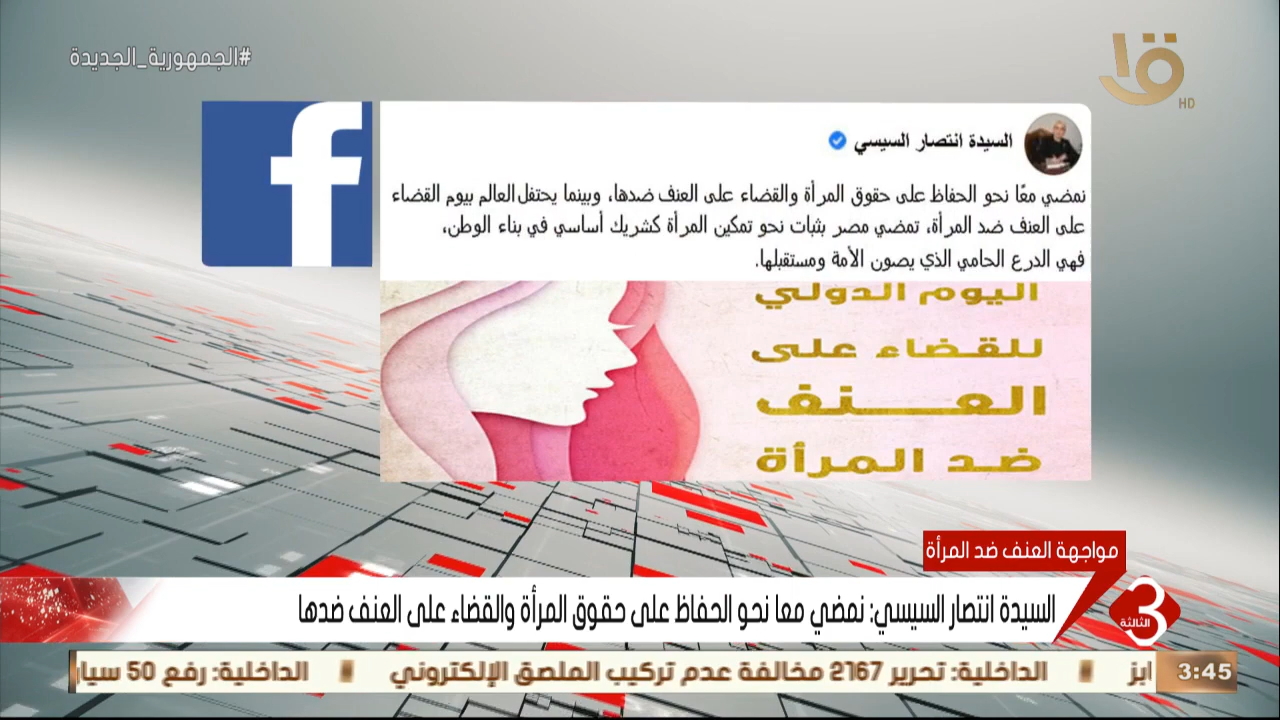 #الجمهورية_الجديدة
ق1
HD
السيدة انتصار السيسي
نمضي معًا نحو الحفاظ على حقوق المرأة والقضاء على العنف ضدها، وبينما يحتفل العالم بيوم القضاء
على العنف ضد المرأة، تمضي مصر بثبات نحو تمكين المرأة كشريك أساسي في بناء الوطن،
فهي الدرع الحامي الذي يصون الأمة ومستقبلها.
اليوم الدولي
للقضاء على
العنف
ضد المرأة
مواجهة العنف ضد المرأة
السيدة انتصار السيسي: نمضي معا نحو الحفاظ على حقوق المرأة والقضاء على العنف ضدها
3 الثالثة
3:45 ابز الداخلية: تحرير 2167 مخالفة عدم تركيب الملصق الإلكتروني الداخلية: رفع 50 سيار